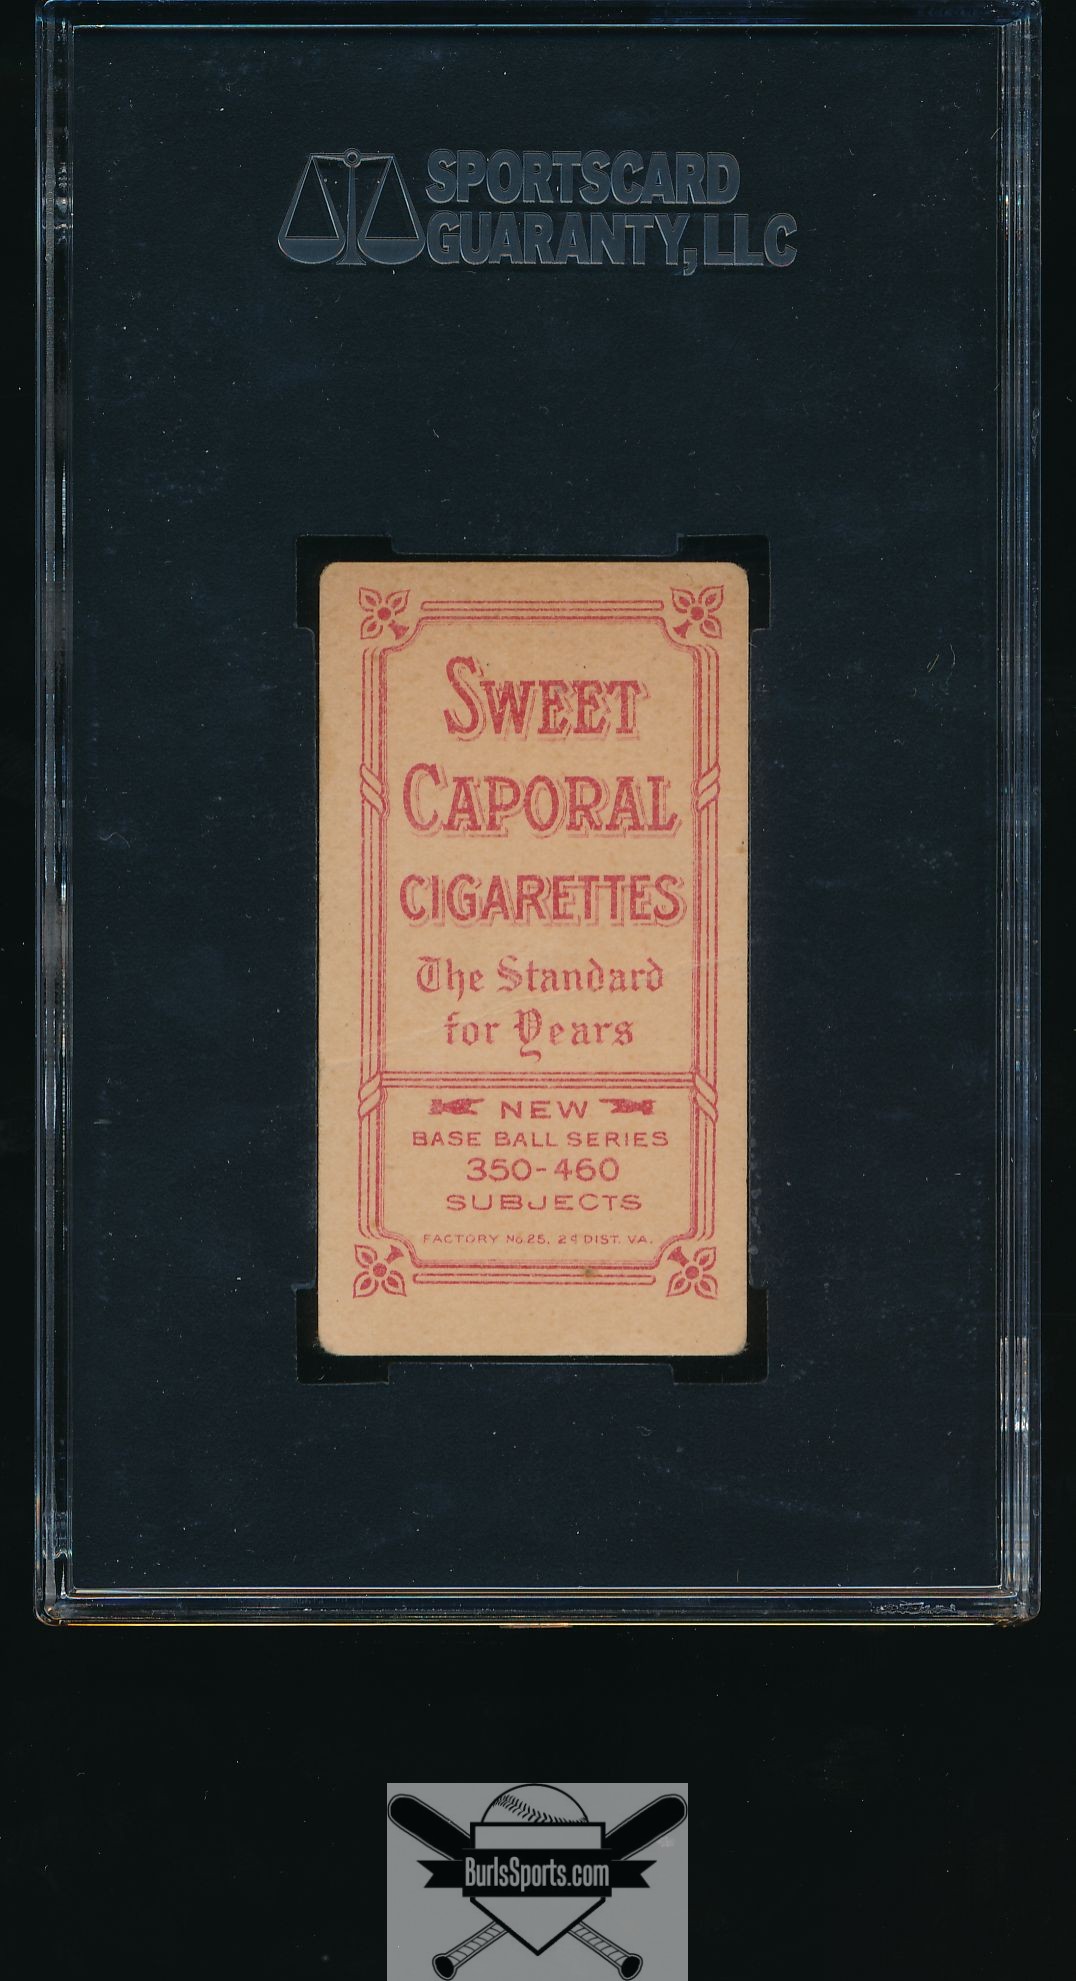 SPORTSCARD
GUARANTY, LLC
SWEET
CAPORAL
CIGARETTES
The Standard
for Years
NEW
BASE BALL SERIES
350-460
SUBJECTS
FACTORY No. 25, 2d DIST. VA.
BurlsSports.com